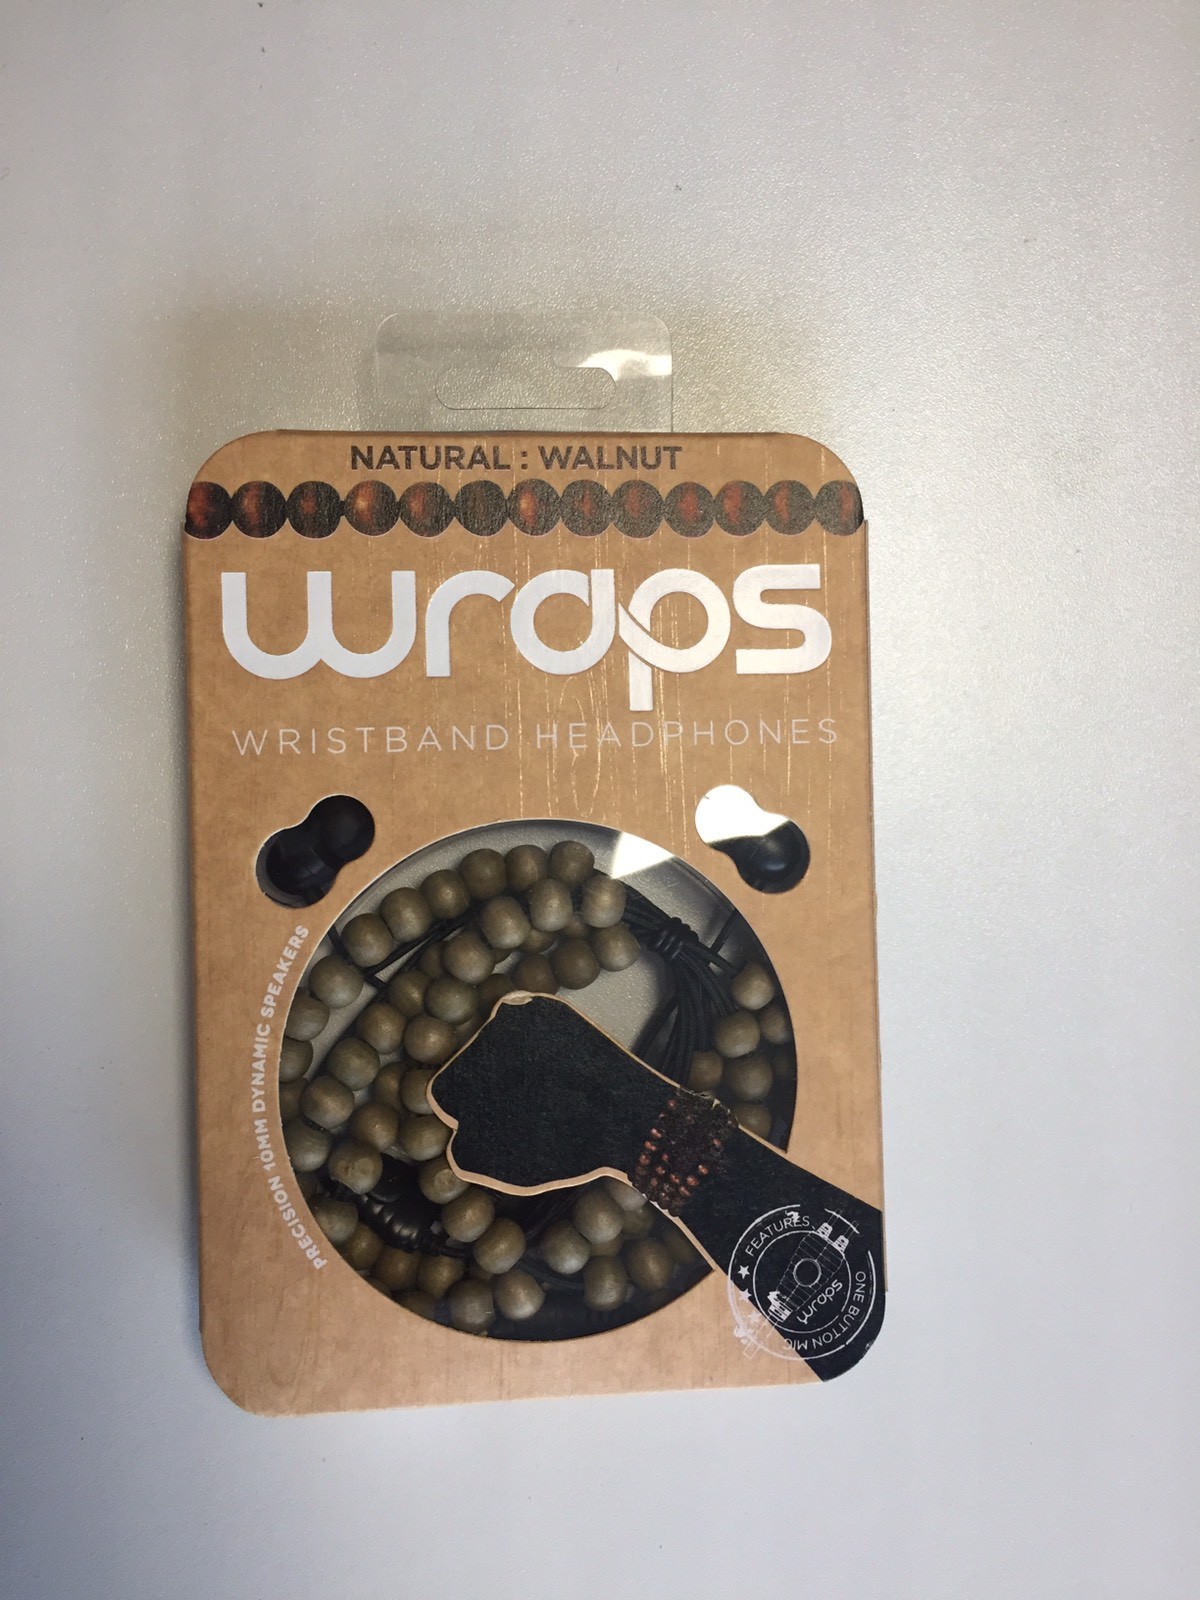 NATURAL : WALNUT
wraps
WRISTBAND HEADPHONES
PRECISION 10MM DYNAMIC SPEAKERS
FEATURES
wraps
ONE BUTTON MIC